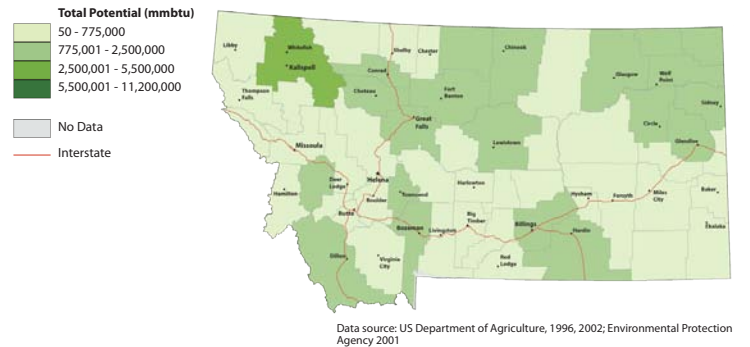 Total Potential (mmbtu)
50 - 775,000
775,001 - 2,500,000
2,500,001 - 5,500,000
5,500,001 - 11,200,000
No Data
Interstate
Libby
Whitefish
Kalispell
Thompson
Falls
Shelby
Chester
Chinook
Conrad
Choteau
Fort
Benton
Great
Falls
Glasgow
Wolf
Point
Sidney
Circle
Glendive
Lewistown
Missoula
Helena
Deer
Lodge
Hamilton
Boulder
Townsend
Butte
Harlowton
Big
Timber
Bozeman
Livingston
Billings
Hardin
Hysham
Forsyth
Miles
City
Baker
Ekalaka
Dillon
Virginia
City
Red
Lodge
Data source: US Department of Agriculture, 1996, 2002; Environmental Protection
Agency 2001